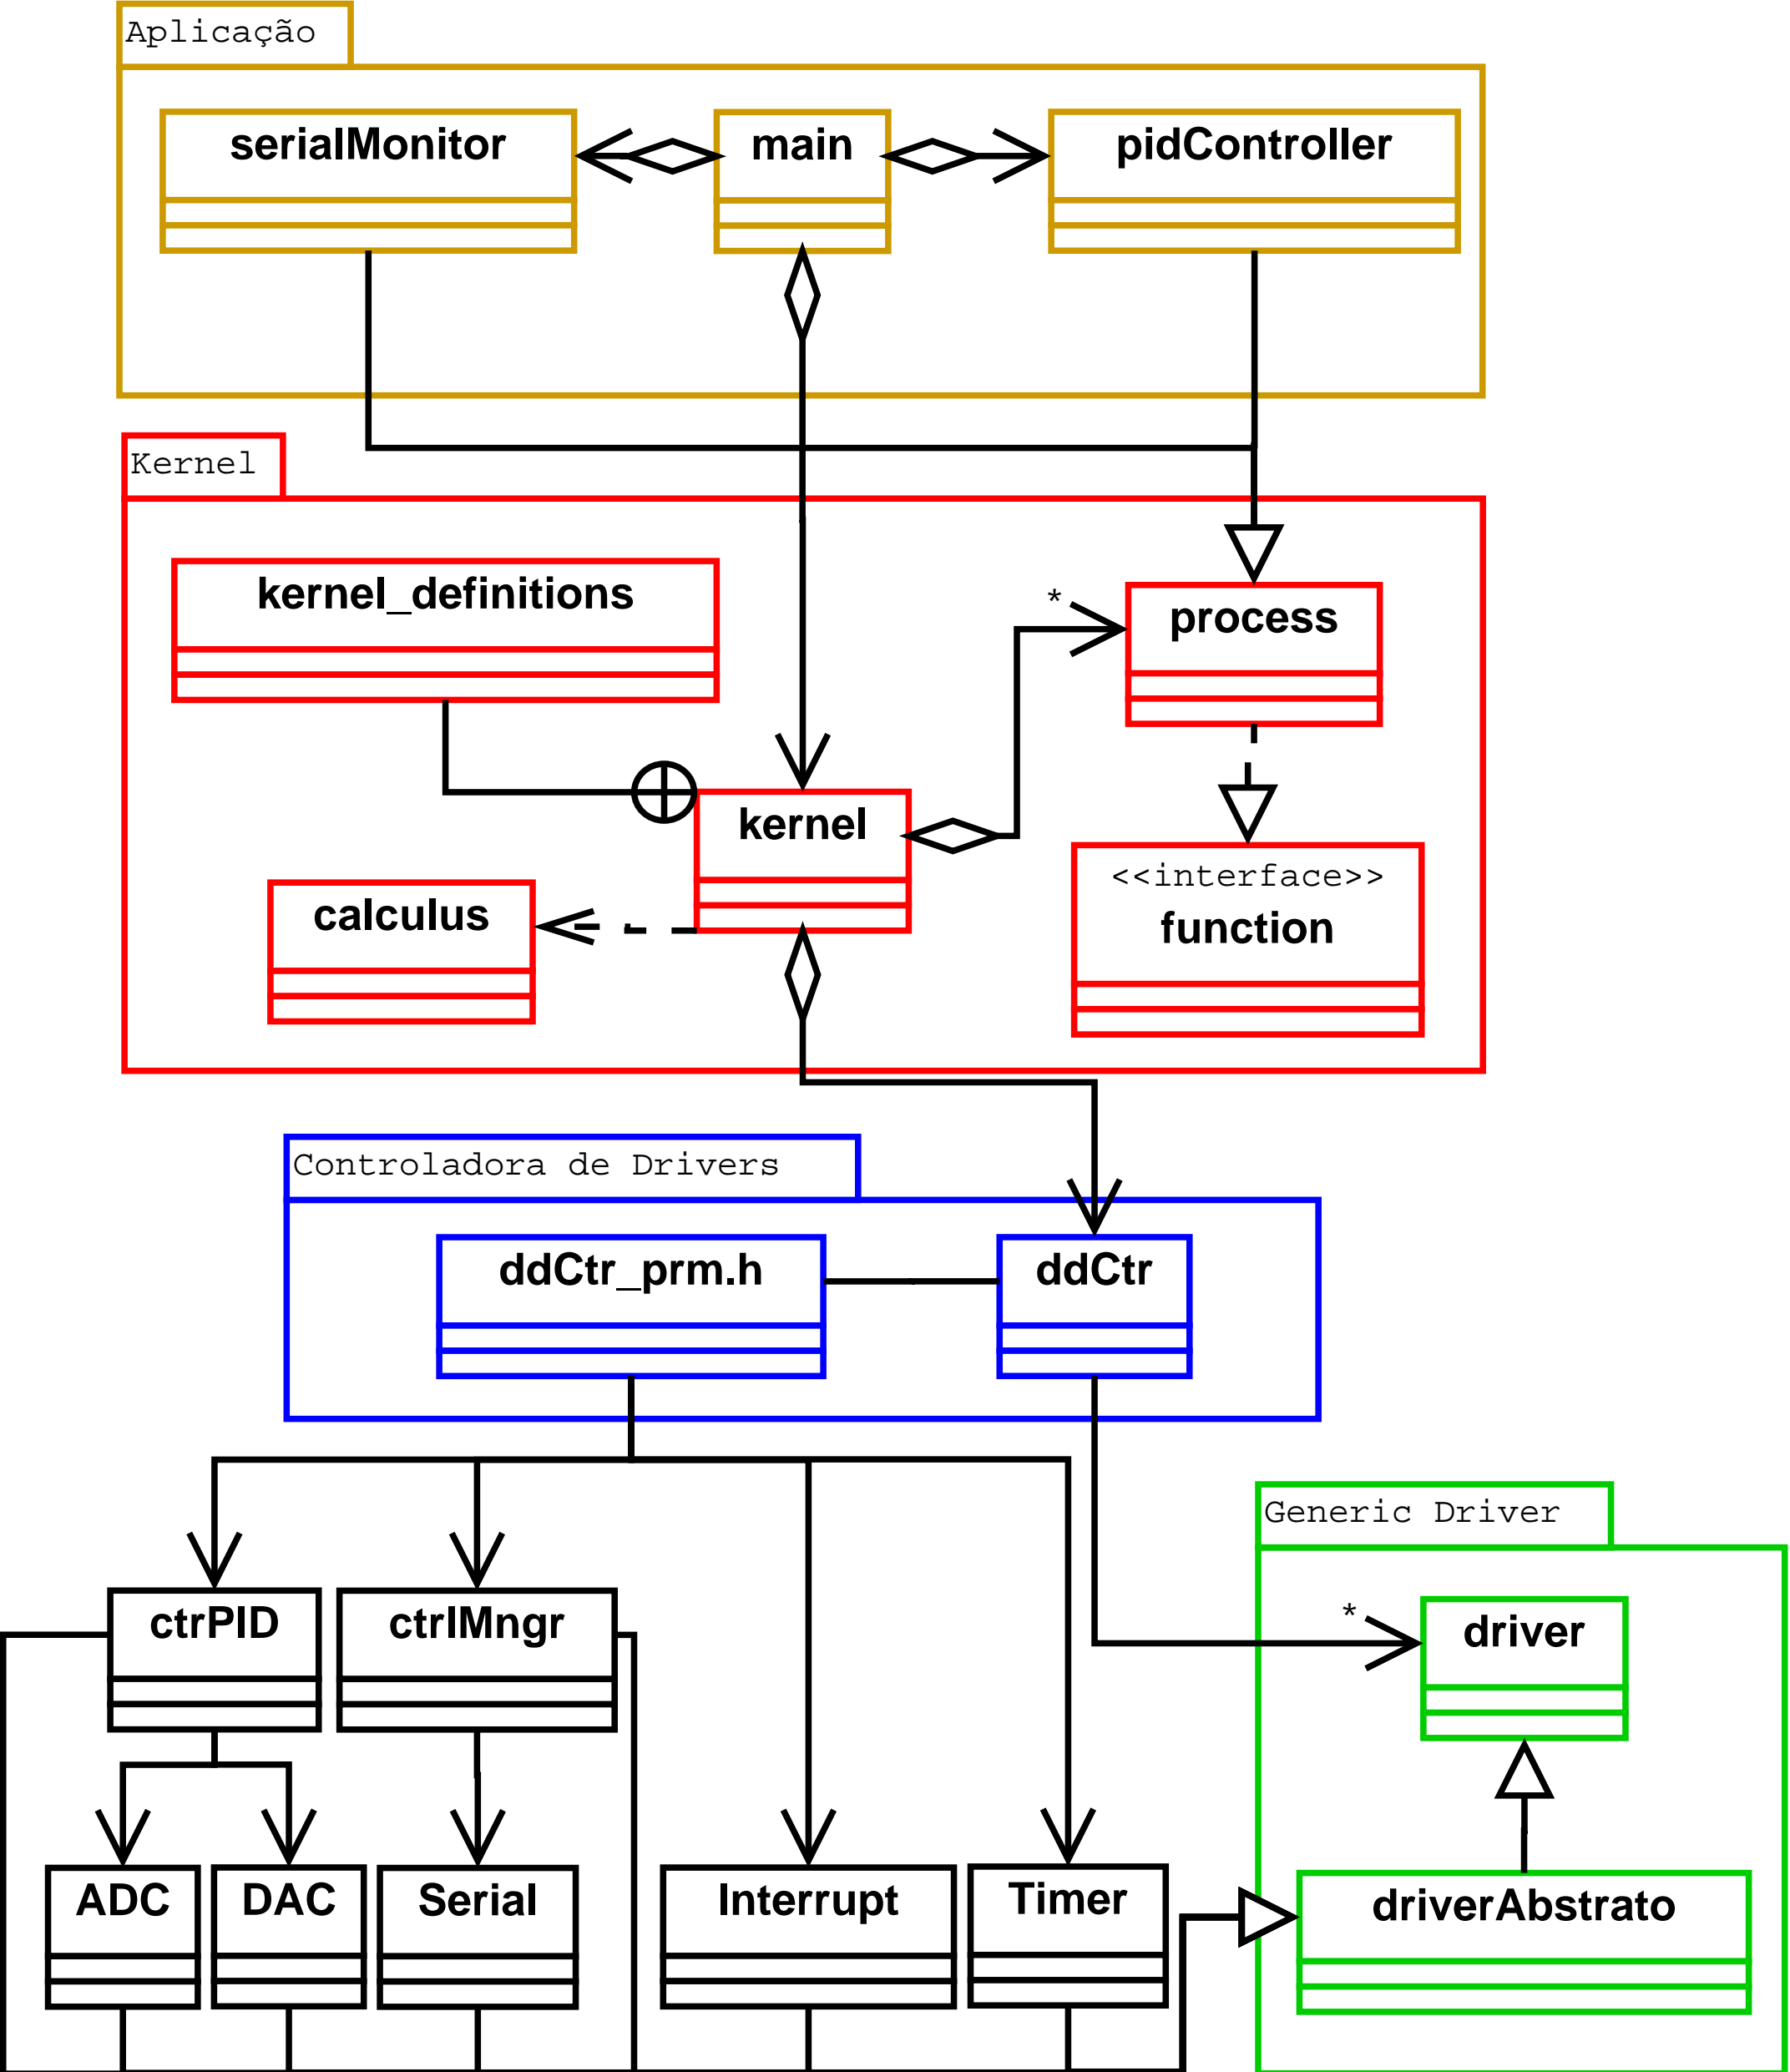 Aplicação
serialMonitor
main
pidController
Kernel
kernel_definitions
*
process
kernel
<<interface>>
function
calculus
Controladora de Drivers
ddCtr_prm.h
ddCtr
Generic Driver
ctrPID
ctrlMngr
*
driver
ADC
DAC
Serial
Interrupt
Timer
driverAbstrato